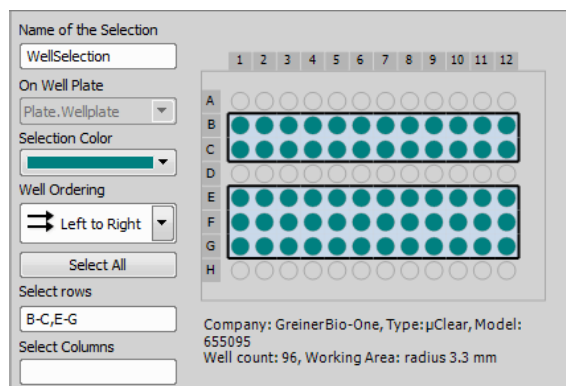 Name of the Selection
WellSelection
On Well Plate
Plate.Wellplate
Selection Color
Well Ordering
Left to Right
Select All
Select rows
B-C,E-G
Select Columns
1 2 3 4 5 6 7 8 9 10 11 12
A
B
C
D
E
F
G
H
Company: GreinerBio-One, Type:µClear, Model:
655095
Well count: 96, Working Area: radius 3.3 mm